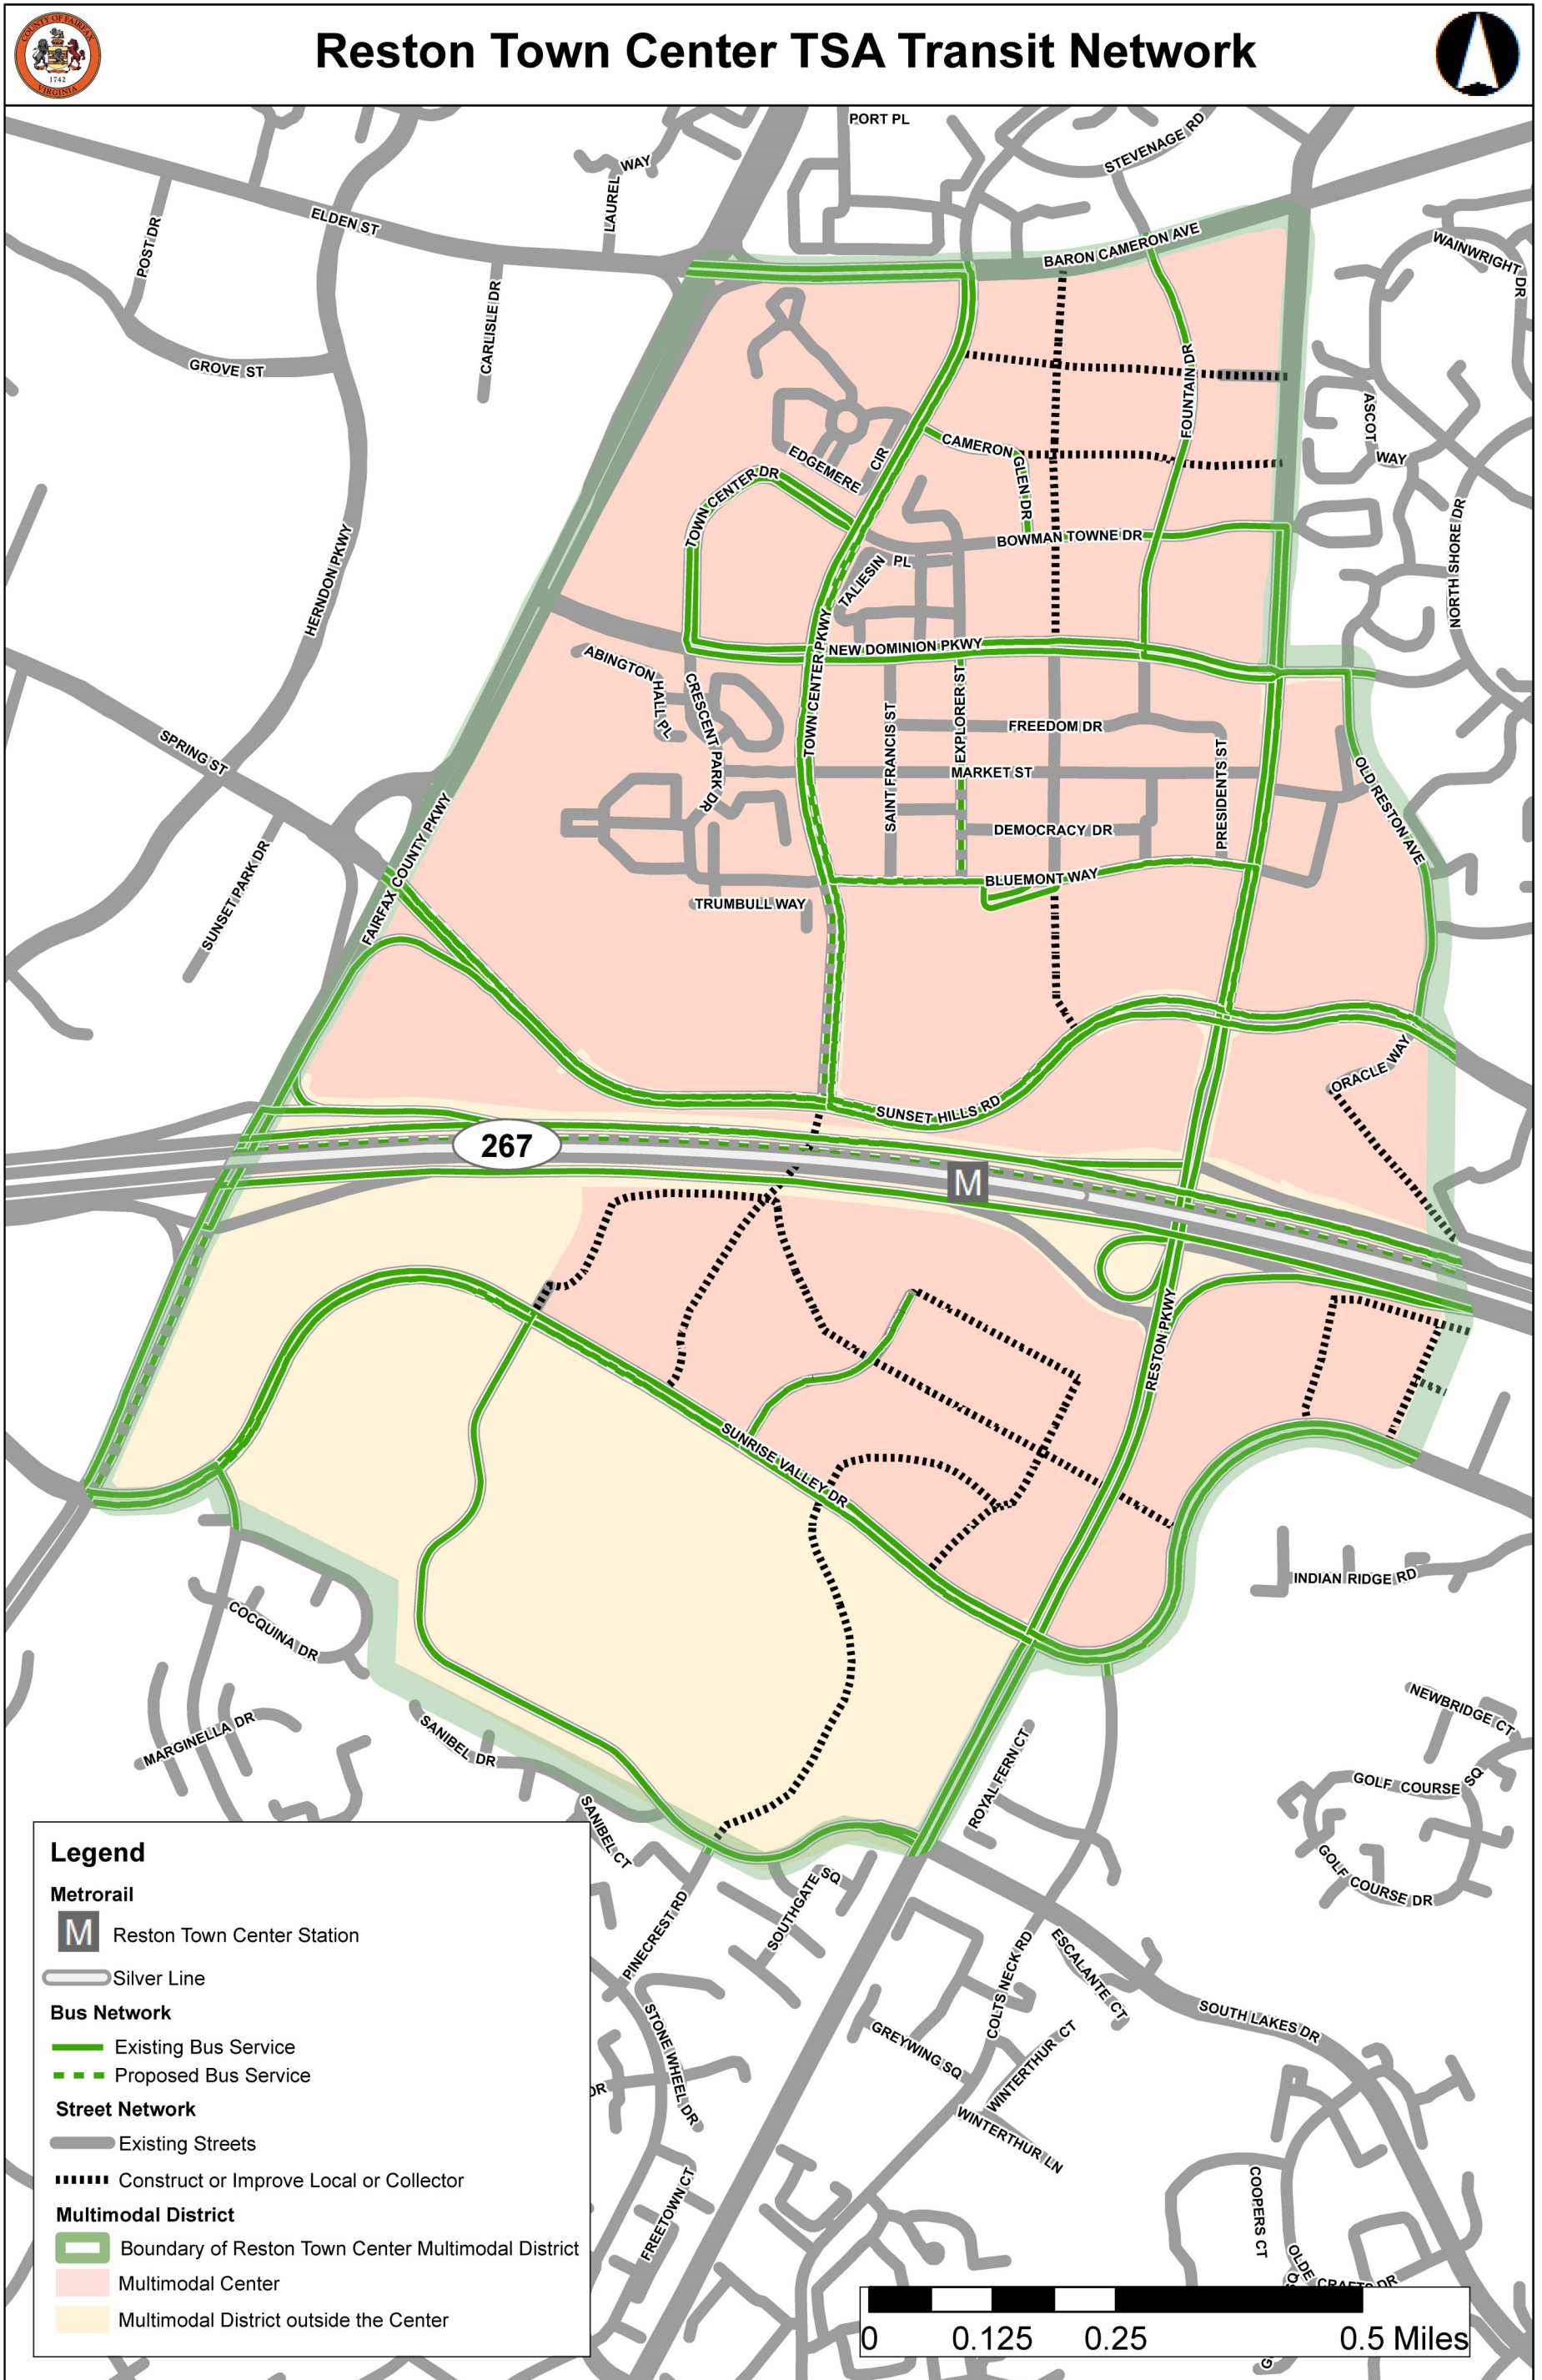 COUNTY OF FAIRFAX
1742
VIRGINIA
Reston Town Center TSA Transit Network
PORT PL
STEVENAGE RD
LAUREL WAY
ELDEN ST
POST DR
BARON CAMERON AVE
WAINWRIGHT DR
CARLISLE DR
GROVE ST
FOUNTAIN DR
ASCOT WAY
EDGEMERE CIR
CAMERON GLEN DR
TOWN CENTER DR
BOWMAN TOWNE DR
NORTH SHORE DR
HERNDON PKWY
TALIESIN PL
NEW DOMINION PKWY
ABINGTON HALL PL
CRESCENT PARK DR
TOWN CENTER PKWY
SAINT FRANCIS ST
EXPLORER ST
FREEDOM DR
MARKET ST
PRESIDENTS ST
SPRING ST
OLD RESTON AVE
DEMOCRACY DR
SUNSET PARK DR
FAIRFAX COUNTY PKWY
BLUEMONT WAY
TRUMBULL WAY
ORACLE WAY
SUNSET HILLS RD
267
M
RESTON PKWY
SUNRISE VALLEY DR
INDIAN RIDGE RD
COCQUINA DR
MARGINELLA DR
SANIBEL DR
NEWBRIDGE CT
ROYAL FERN CT
GOLF COURSE SQ
SANIBEL CT
GOLF COURSE DR
SOUTHGATE SQ
PINECREST RD
COLTS NECK RD
ESCALANTE CT
SOUTH LAKES DR
STONE WHEEL DR
GREYWING SQ
WINTERTHUR CT
DR
WINTERTHUR LN
FREETOWN CT
COOPERS CT
OLDE CRAFTS DR
SQ
G
Legend
Metrorail
M Reston Town Center Station
Silver Line
Bus Network
Existing Bus Service
Proposed Bus Service
Street Network
Existing Streets
Construct or Improve Local or Collector
Multimodal District
Boundary of Reston Town Center Multimodal District
Multimodal Center
Multimodal District outside the Center
0 0.125 0.25 0.5 Miles